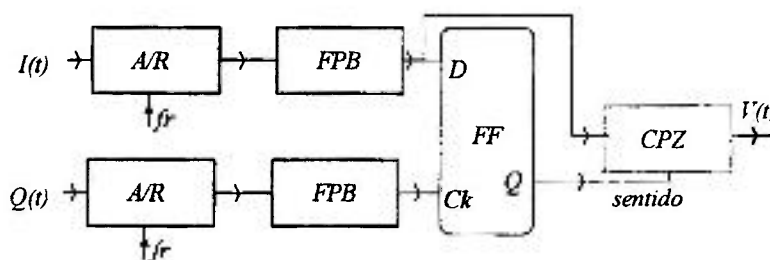 I(t)
A/R
FPB
fr
D
FF
Q
Ck
CPZ
V(t)
sentido
Q(t)
A/R
FPB
fr